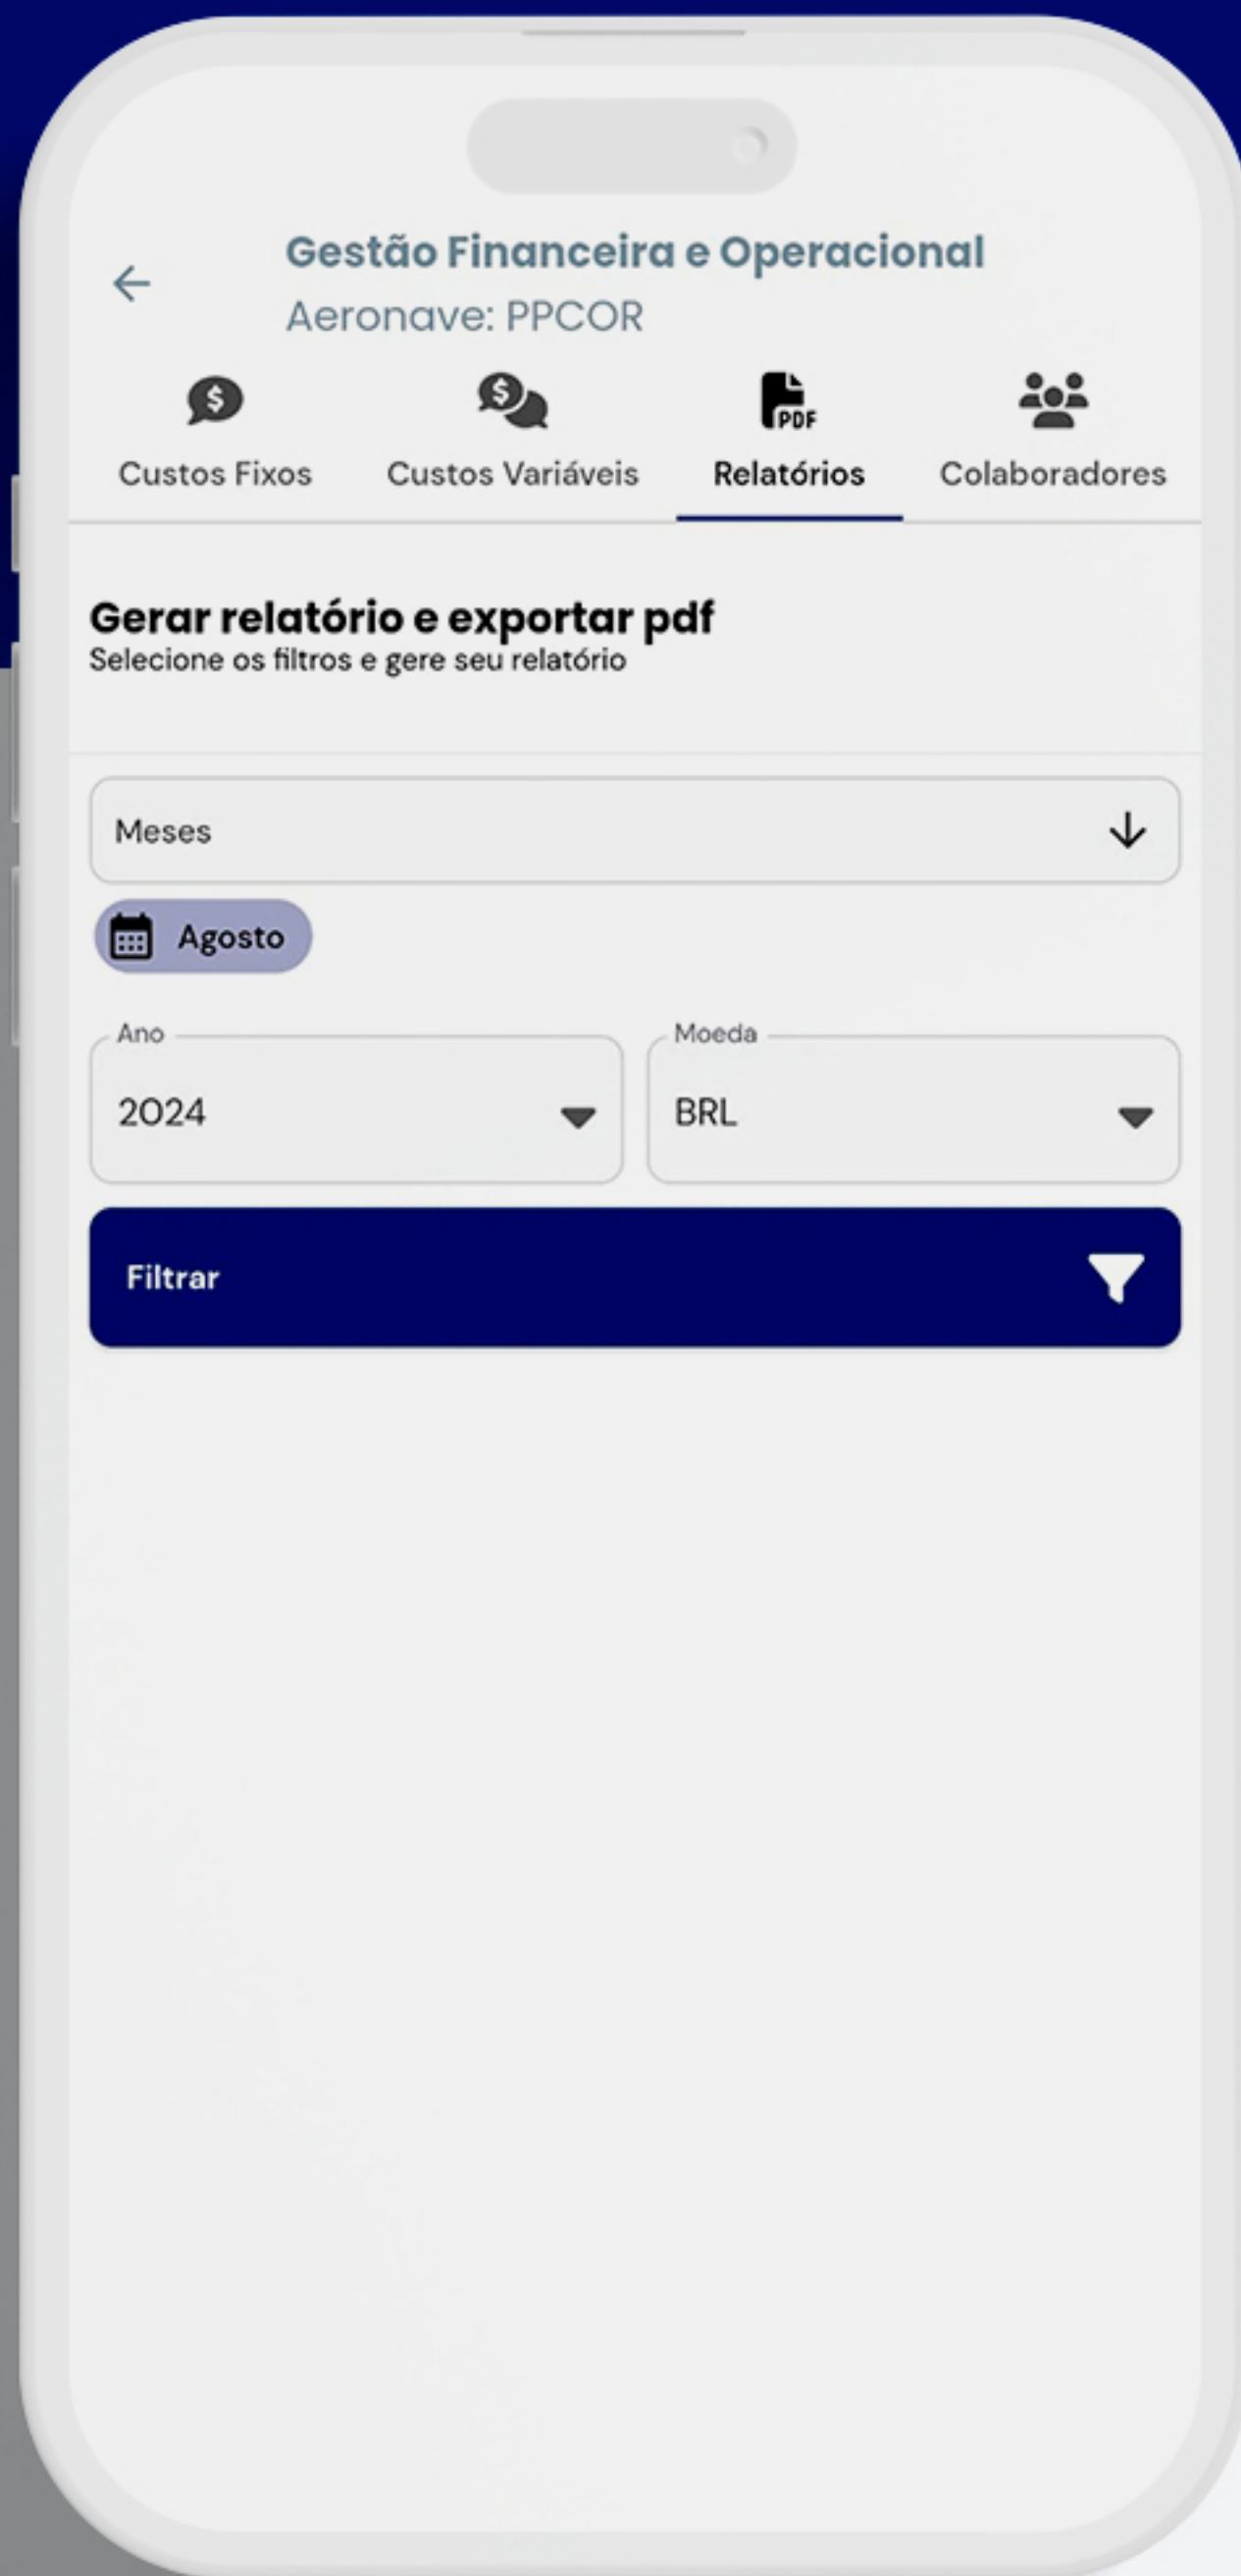 Gestão Financeira e Operacional
Aeronave: PPCOR
Custos Fixos
Custos Variáveis
PDF
Relatórios
Colaboradores
Gerar relatório e exportar pdf
Selecione os filtros e gere seu relatório
Meses
Agosto
Ano
2024
Moeda
BRL
Filtrar